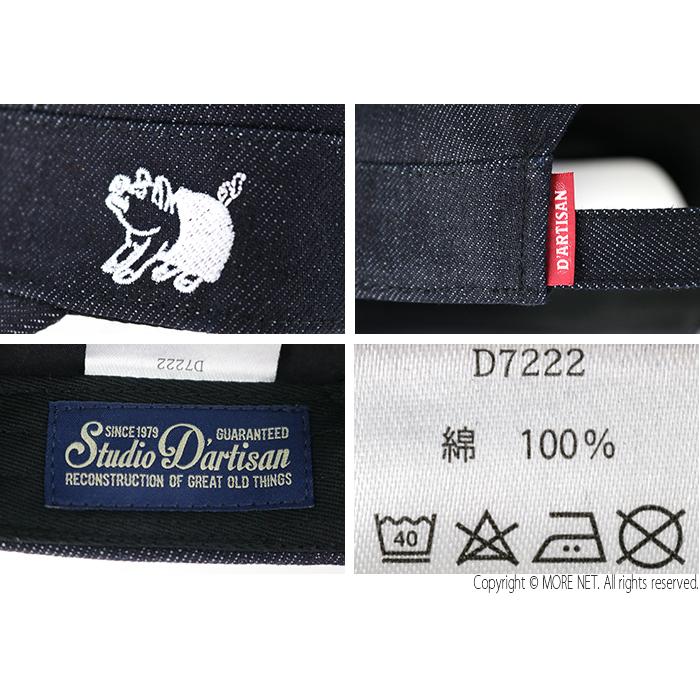 D'ARTISAN
D7222
SINCE 1979 GUARANTEED
Studio D'artisan
RECONSTRUCTION OF GREAT OLD THINGS
D7222
綿 100%
40
Copyright © MORE NET. All rights reserved.